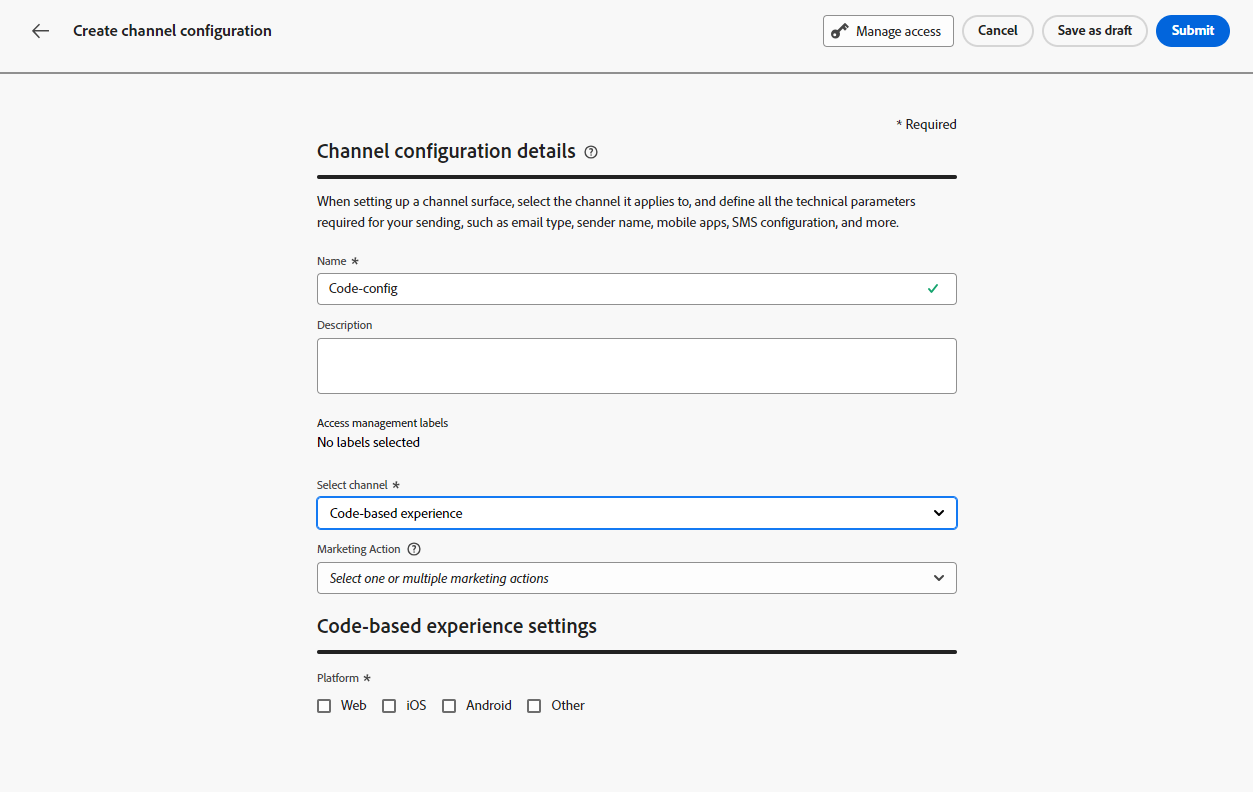 Create channel configuration
Manage access
Cancel
Save as draft
Submit
* Required
Channel configuration details
When setting up a channel surface, select the channel it applies to, and define all the technical parameters
required for your sending, such as email type, sender name, mobile apps, SMS configuration, and more.
Name *
Code-config
Description
Access management labels
No labels selected
Select channel *
Code-based experience
Marketing Action
Select one or multiple marketing actions
Code-based experience settings
Platform *
Web iOS Android Other